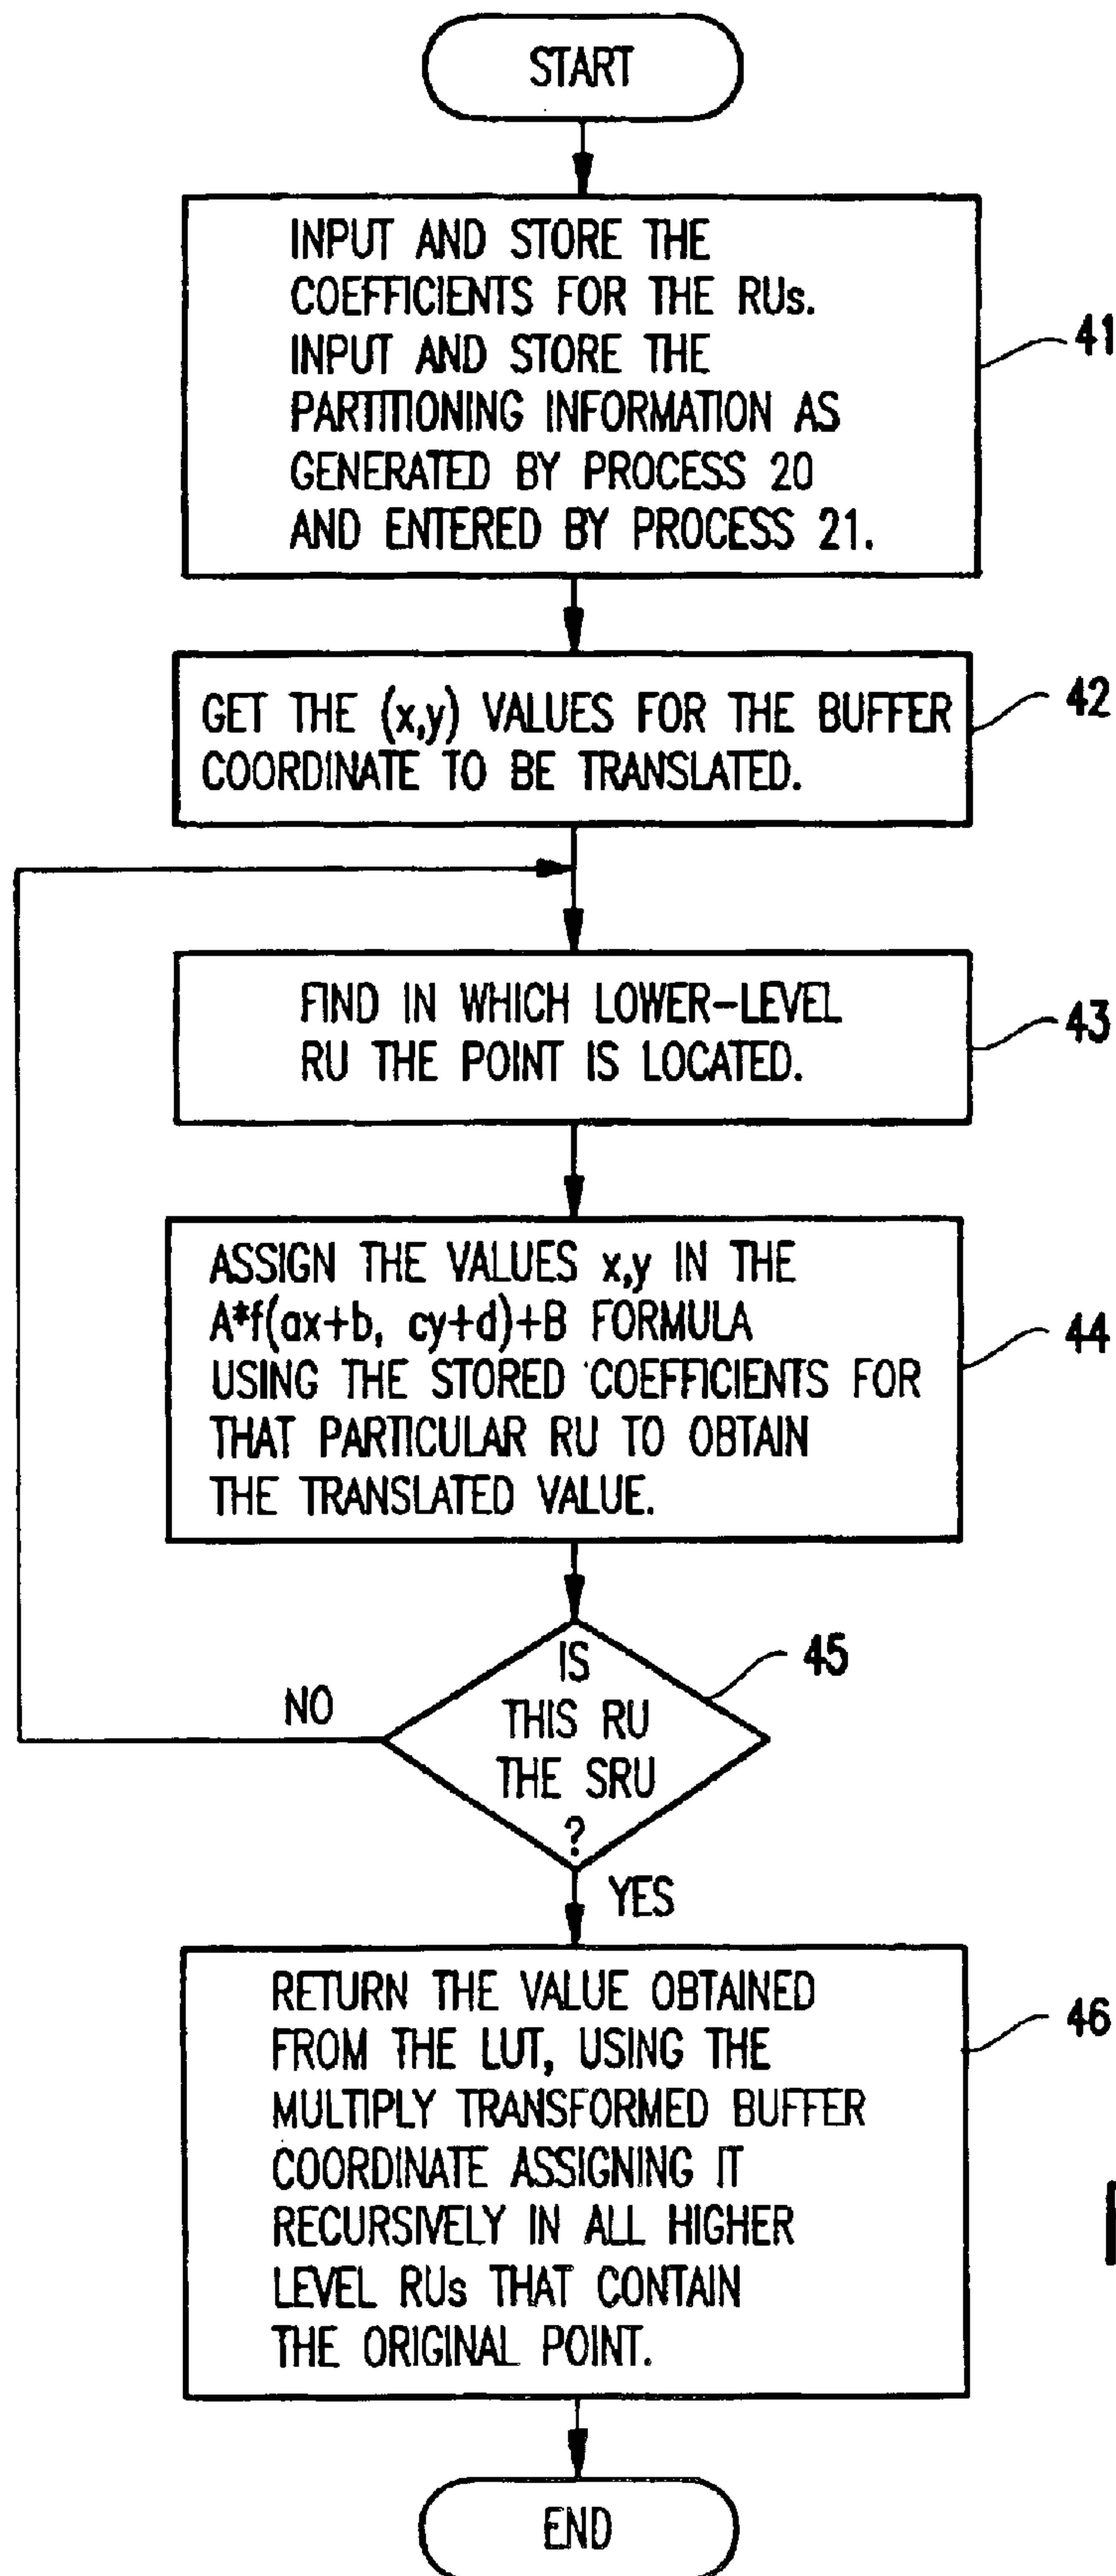 START
INPUT AND STORE THE
COEFFICIENTS FOR THE RUs.
INPUT AND STORE THE
PARTITIONING INFORMATION AS
GENERATED BY PROCESS 20
AND ENTERED BY PROCESS 21.
41
GET THE (x,y) VALUES FOR THE BUFFER
COORDINATE TO BE TRANSLATED.
42
FIND IN WHICH LOWER-LEVEL
RU THE POINT IS LOCATED.
43
ASSIGN THE VALUES x,y IN THE
A*f(ax+b, cy+d)+B FORMULA
USING THE STORED COEFFICIENTS FOR
THAT PARTICULAR RU TO OBTAIN
THE TRANSLATED VALUE.
44
IS
THIS RU
THE SRU
?
45
NO
YES
RETURN THE VALUE OBTAINED
FROM THE LUT, USING THE
MULTIPLY TRANSFORMED BUFFER
COORDINATE ASSIGNING IT
RECURSIVELY IN ALL HIGHER
LEVEL RUs THAT CONTAIN
THE ORIGINAL POINT.
46
END